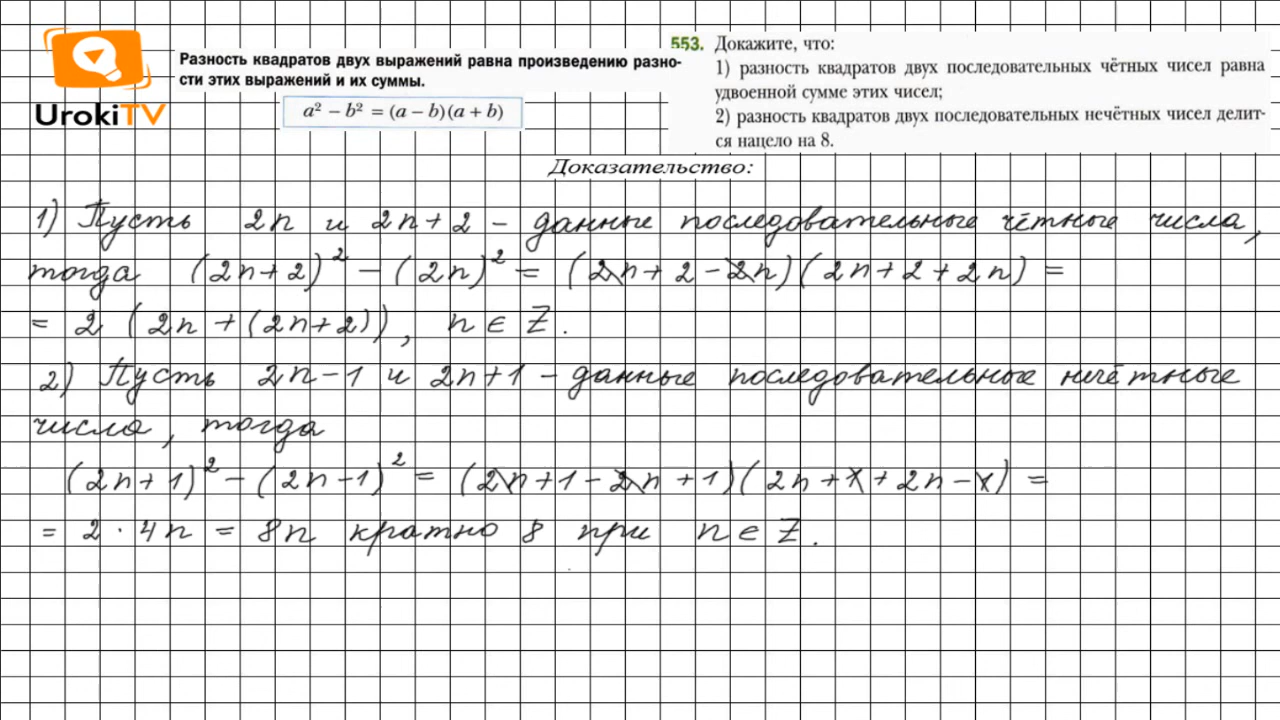 UrokiTV
Разность квадратов двух выражений равна произведению разно-
сти этих выражений и их суммы.
a² – b² = (a – b)(a + b)
553. Докажите, что:
1) разность квадратов двух последовательных чётных чисел равна
удвоенной сумме этих чисел;
2) разность квадратов двух последовательных нечётных чисел делит-
ся нацело на 8.
Доказательство:
1) Пусть 2n и 2n+2 – данные последовательные чётные числа,
тогда (2n+2)² – (2n)² = (2n+2–2n)(2n+2+2n) =
= 2 (2n+(2n+2)), n ∈ Z.
2) Пусть 2n–1 и 2n+1 – данные последовательные нечётные
числа, тогда
(2n+1)² – (2n–1)² = (2n+1–2n+1)(2n+1+2n–1) =
= 2 · 4n = 8n кратно 8 при n ∈ Z.